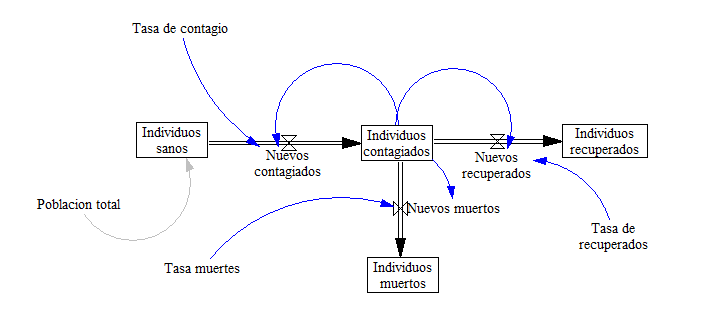 Tasa de contagio
Individuos
sanos
Nuevos
contagiados
Individuos
contagiados
Nuevos
recuperados
Individuos
recuperados
Poblacion total
Nuevos muertos
Tasa de
recuperados
Tasa muertes
Individuos
muertos